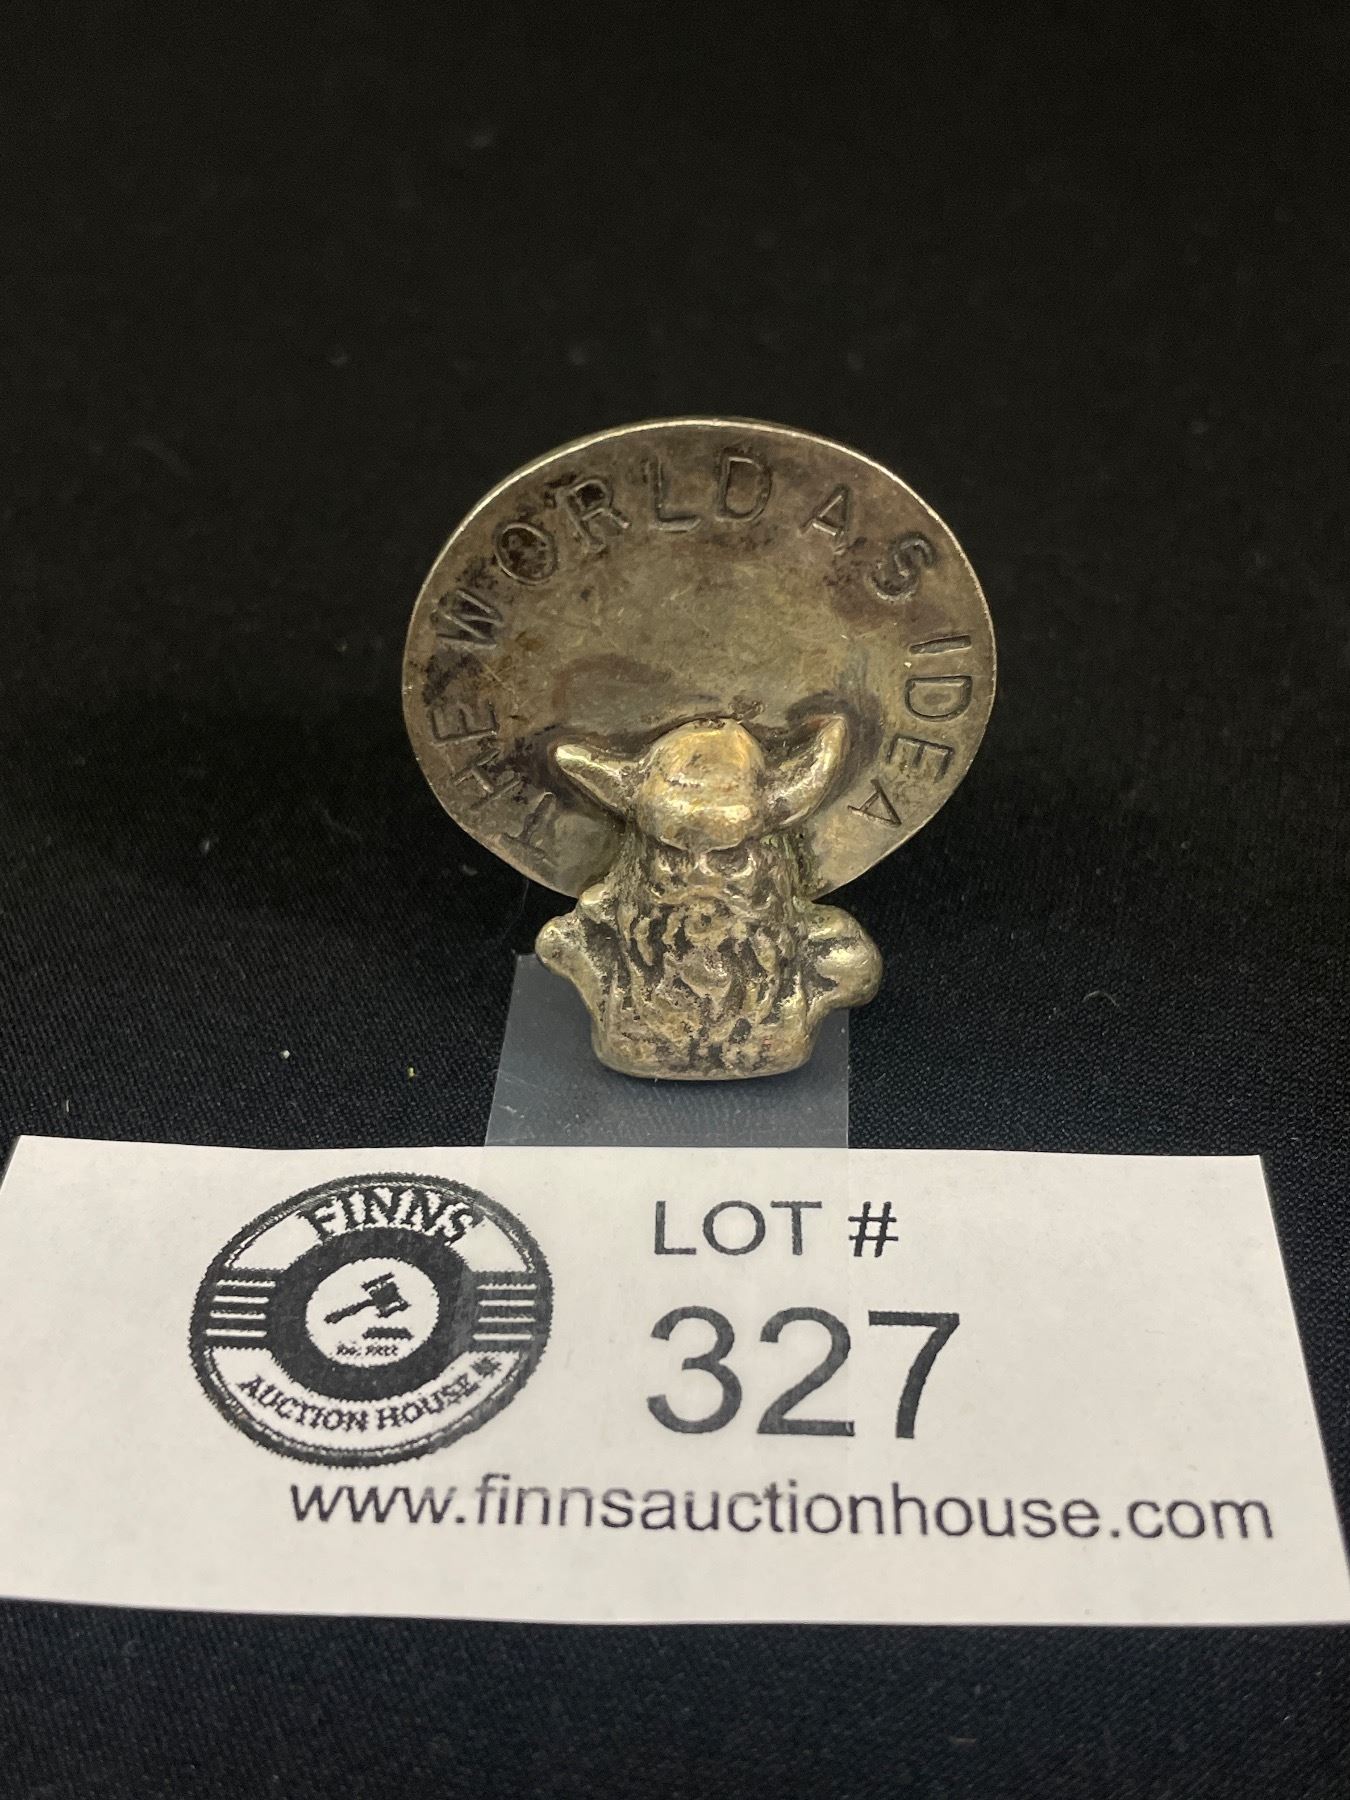 THE WORLD AS IDEA
FINNS
AUCTION HOUSE
LOT #
327
www.finnsauctionhouse.com